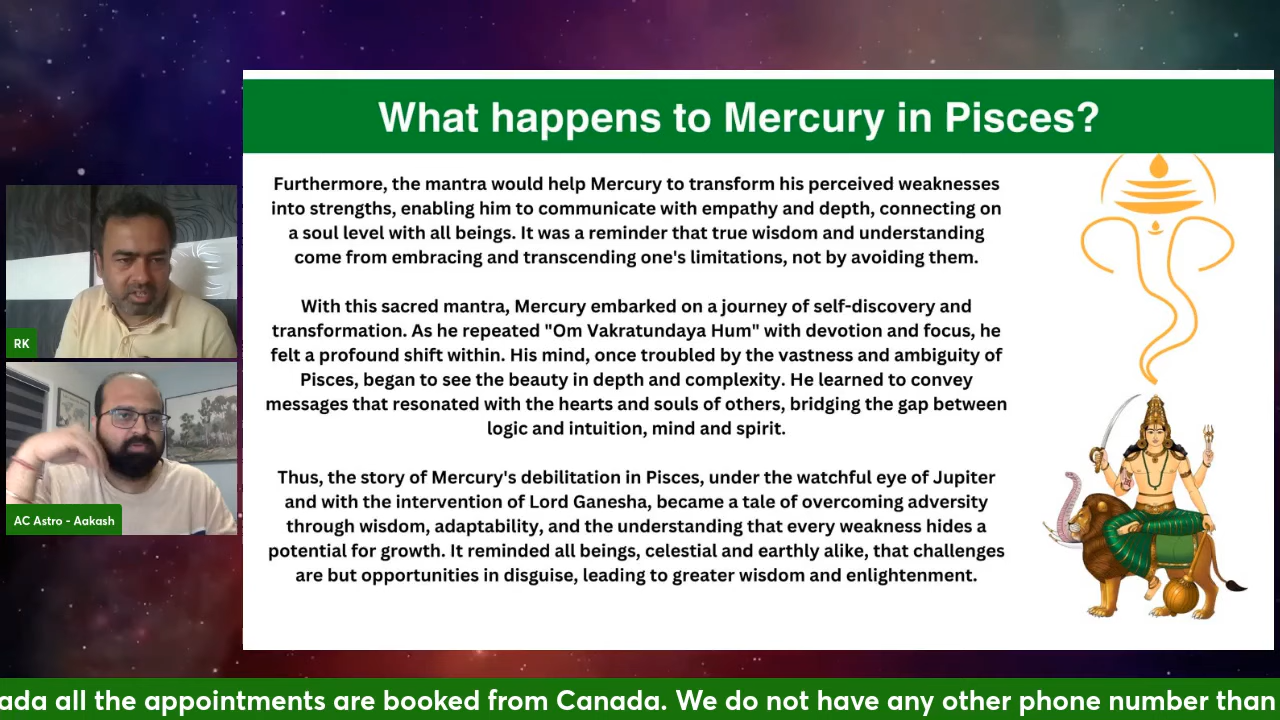 What happens to Mercury in Pisces?
Furthermore, the mantra would help Mercury to transform his perceived weaknesses
into strengths, enabling him to communicate with empathy and depth, connecting on
a soul level with all beings. It was a reminder that true wisdom and understanding
come from embracing and transcending one's limitations, not by avoiding them.
With this sacred mantra, Mercury embarked on a journey of self-discovery and
transformation. As he repeated "Om Vakratundaya Hum" with devotion and focus, he
felt a profound shift within. His mind, once troubled by the vastness and ambiguity of
Pisces, began to see the beauty in depth and complexity. He learned to convey
messages that resonated with the hearts and souls of others, bridging the gap between
logic and intuition, mind and spirit.
Thus, the story of Mercury's debilitation in Pisces, under the watchful eye of Jupiter
and with the intervention of Lord Ganesha, became a tale of overcoming adversity
through wisdom, adaptability, and the understanding that every weakness hides a
potential for growth. It reminded all beings, celestial and earthly alike, that challenges
are but opportunities in disguise, leading to greater wisdom and enlightenment.
RK
AC Astro - Aakash
ada all the appointments are booked from Canada. We do not have any other phone number than